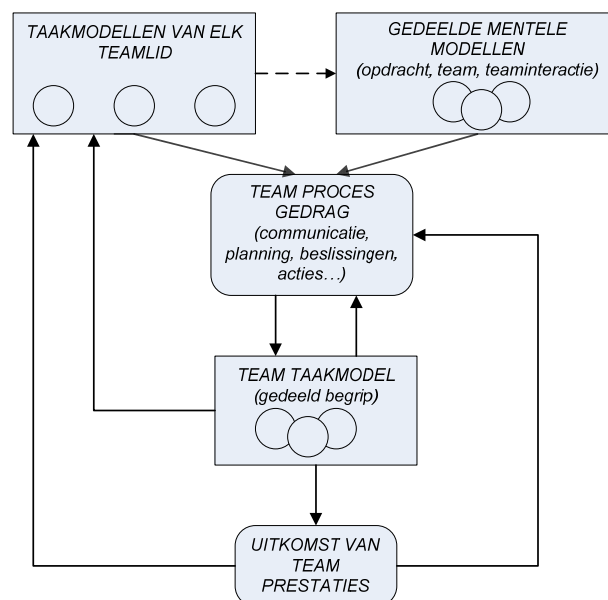 TAAKMODELLEN VAN ELK
TEAMLID
GEDEELDE MENTELE
MODELLEN
(opdracht, team, teaminteractie)
TEAM PROCES
GEDRAG
(communicatie,
planning, beslissingen,
acties…)
TEAM TAAKMODEL
(gedeeld begrip)
UITKOMST VAN
TEAM
PRESTATIES